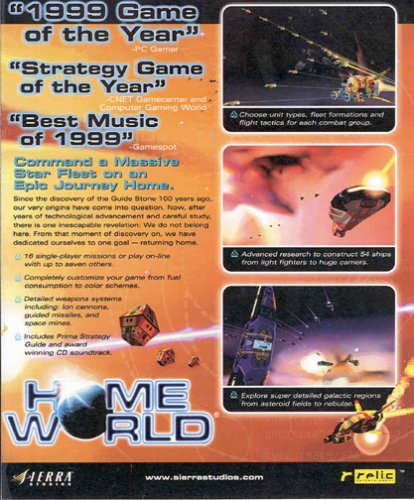 "1999 Game
of the Year"
-PC Gamer
"Strategy Game
of the Year"
-CNET Gamecenter and
Computer Gaming World
"Best Music
of 1999"
-Gamespot
Command a Massive
Star Fleet on an
Epic Journey Home.
Since the discovery of the Guide Stone 100 years ago,
our very origins have come into question. Now, after
years of technological advancement and careful study,
there is one inescapable revelation: We do not belong
here. From that moment of discovery on, we have
dedicated ourselves to one goal – returning home.
16 single-player missions or play on-line
with up to seven others.
Completely customize your game from fuel
consumption to color schemes.
Detailed weapons systems
including: ion cannons,
guided missiles, and
space mines.
Includes Prima Strategy
Guide and award
winning CD soundtrack.
Choose unit types, fleet formations and
flight tactics for each combat group.
Advanced research to construct 54 ships
from light fighters to huge carriers.
Explore super detailed galactic regions
from asteroid fields to nebulae.
HOME
WORLD
SIERRA
STUDIOS
www.sierrastudios.com
relic
entertainment